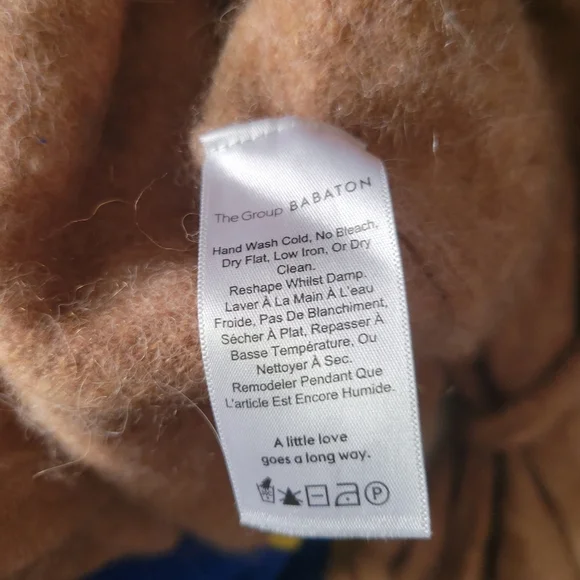 The Group BABATON
Hand Wash Cold, No Bleach,
Dry Flat, Low Iron, Or Dry
Clean.
Reshape Whilst Damp.
Laver À La Main À L'eau
Froide, Pas De Blanchiment,
Sécher À Plat, Repasser À
Basse Température, Ou
Nettoyer À Sec.
Remodeler Pendant Que
L'article Est Encore Humide.
A little love
goes a long way.
P